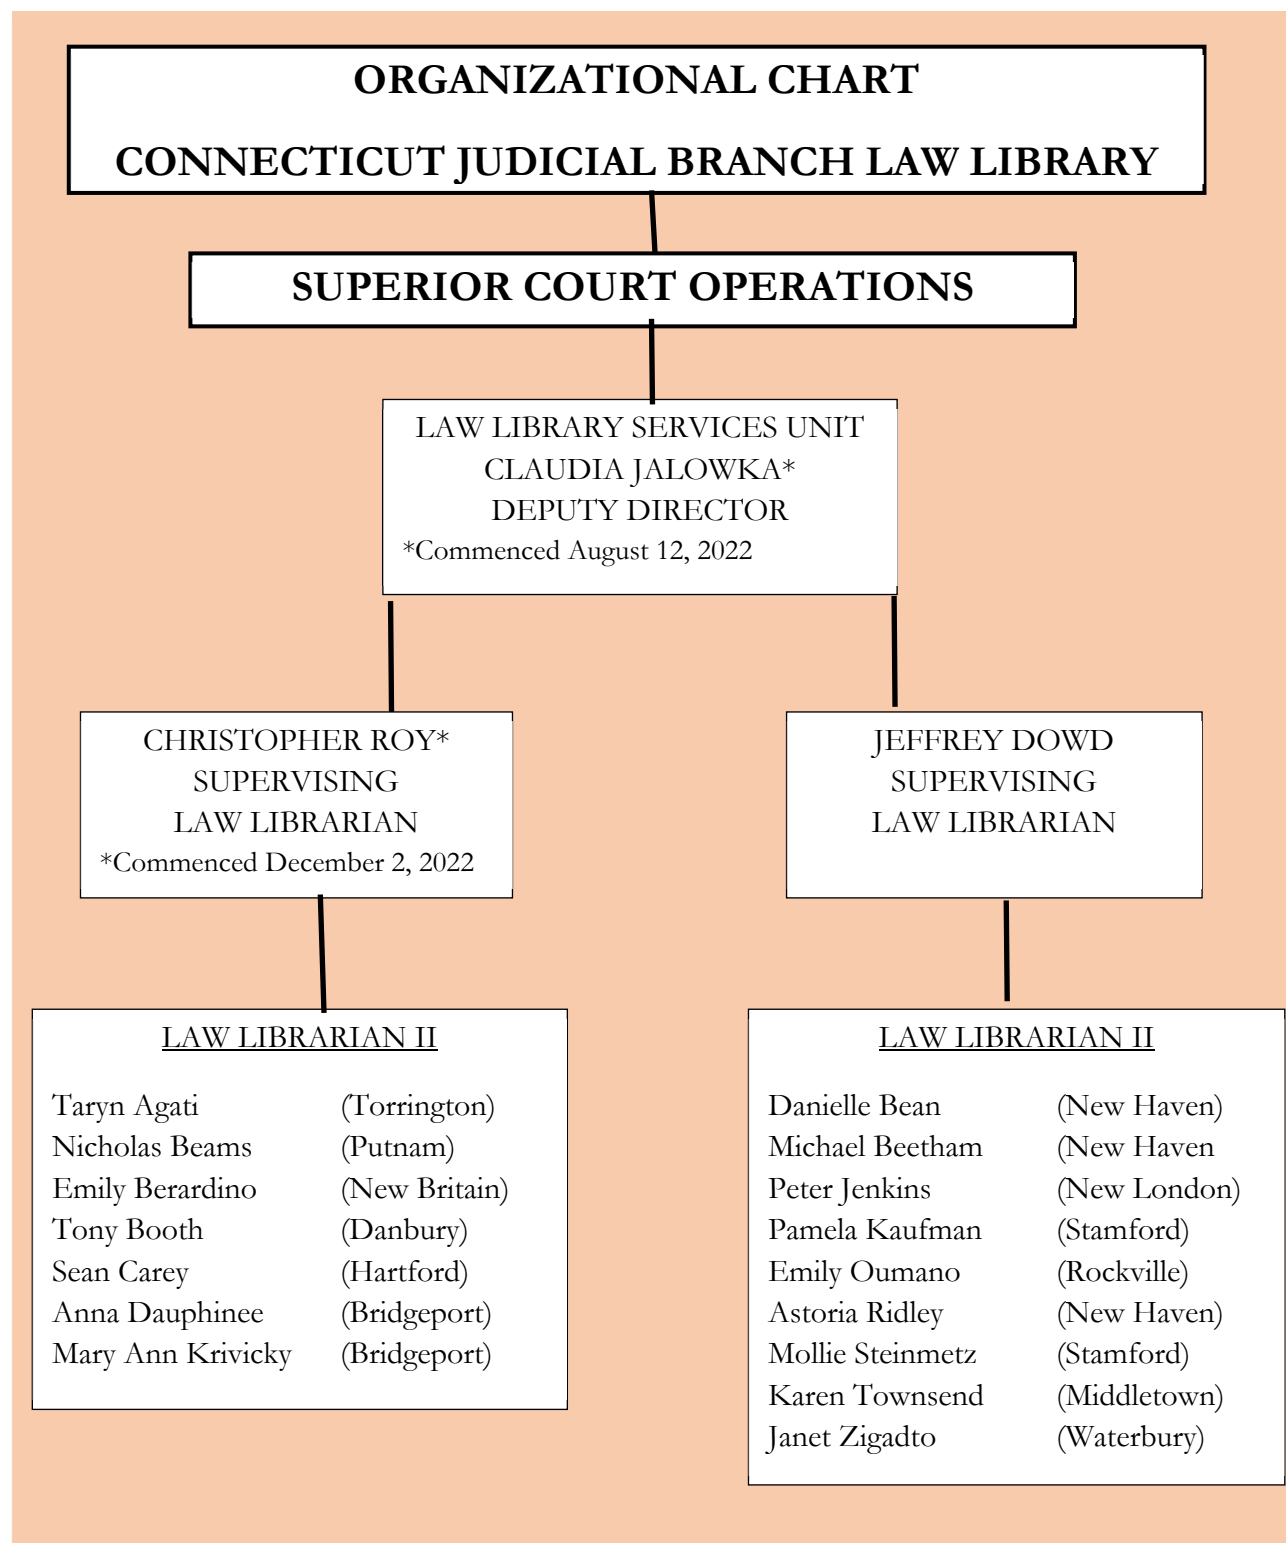 ORGANIZATIONAL CHART
CONNECTICUT JUDICIAL BRANCH LAW LIBRARY
SUPERIOR COURT OPERATIONS
LAW LIBRARY SERVICES UNIT
CLAUDIA JALOWKA*
DEPUTY DIRECTOR
*Commenced August 12, 2022
CHRISTOPHER ROY*
SUPERVISING
LAW LIBRARIAN
*Commenced December 2, 2022
JEFFREY DOWD
SUPERVISING
LAW LIBRARIAN
LAW LIBRARIAN II
Taryn Agati (Torrington)
Nicholas Beams (Putnam)
Emily Berardino (New Britain)
Tony Booth (Danbury)
Sean Carey (Hartford)
Anna Dauphinee (Bridgeport)
Mary Ann Krivicky (Bridgeport)
LAW LIBRARIAN II
Danielle Bean (New Haven)
Michael Beetham (New Haven
Peter Jenkins (New London)
Pamela Kaufman (Stamford)
Emily Oumano (Rockville)
Astoria Ridley (New Haven)
Mollie Steinmetz (Stamford)
Karen Townsend (Middletown)
Janet Zigadto (Waterbury)